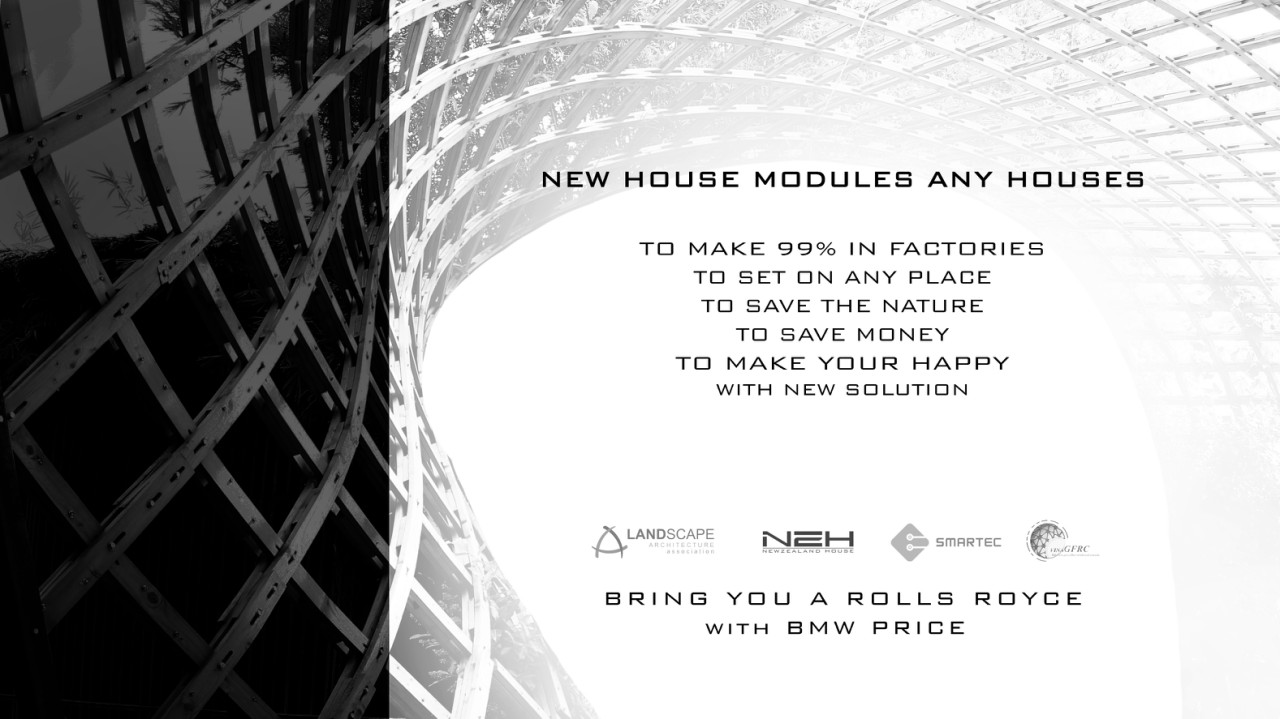 NEW HOUSE MODULES ANY HOUSES
TO MAKE 99% IN FACTORIES
TO SET ON ANY PLACE
TO SAVE THE NATURE
TO SAVE MONEY
TO MAKE YOUR HAPPY
WITH NEW SOLUTION
LANDSCAPE
ARCHITECTURE
association
NZH
NEWZEALAND HOUSE
SMARTEC
GFRC
BRING YOU A ROLLS ROYCE
WITH BMW PRICE